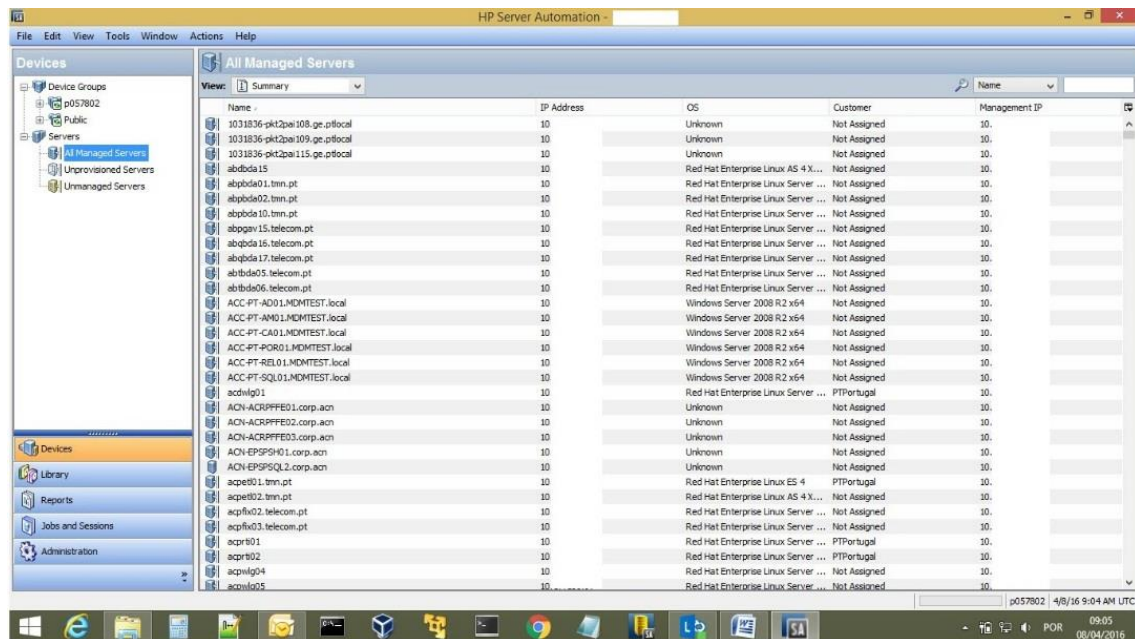 HP Server Automation -
File Edit View Tools Window Actions Help
Devices
Device Groups
p057802
Public
Servers
All Managed Servers
Unprovisioned Servers
Unmanaged Servers
Devices
Library
Reports
Jobs and Sessions
Administration
All Managed Servers
View: Summary Name
Name IP Address OS Customer Management IP
1031836-pkt2pai108.ge.ptlocal 10 Unknown Not Assigned 10.
1031836-pkt2pai109.ge.ptlocal 10 Unknown Not Assigned 10.
1031836-pkt2pai115.ge.ptlocal 10 Unknown Not Assigned 10.
abdbda15 10 Red Hat Enterprise Linux AS 4 X... Not Assigned 10.
abpbda01.tmn.pt 10 Red Hat Enterprise Linux Server ... Not Assigned 10.
abpbda02.tmn.pt 10 Red Hat Enterprise Linux Server ... Not Assigned 10.
abpbda10.tmn.pt 10 Red Hat Enterprise Linux Server ... Not Assigned 10.
abpgav15.telecom.pt 10 Red Hat Enterprise Linux Server ... Not Assigned 10.
abqbda16.telecom.pt 10 Red Hat Enterprise Linux Server ... Not Assigned 10.
abqbda17.telecom.pt 10 Red Hat Enterprise Linux Server ... Not Assigned 10.
abtbda05.telecom.pt 10 Red Hat Enterprise Linux Server ... Not Assigned 10.
abtbda06.telecom.pt 10 Red Hat Enterprise Linux Server ... Not Assigned 10.
ACC-PT-AD01.MDMTEST.local 10 Windows Server 2008 R2 x64 Not Assigned 10.
ACC-PT-AM01.MDMTEST.local 10 Windows Server 2008 R2 x64 Not Assigned 10.
ACC-PT-CA01.MDMTEST.local 10 Windows Server 2008 R2 x64 Not Assigned 10.
ACC-PT-POR01.MDMTEST.local 10 Windows Server 2008 R2 x64 Not Assigned 10.
ACC-PT-REL01.MDMTEST.local 10 Windows Server 2008 R2 x64 Not Assigned 10.
ACC-PT-SQL01.MDMTEST.local 10 Windows Server 2008 R2 x64 Not Assigned 10.
acdwlg01 10 Red Hat Enterprise Linux Server ... PTPortugal 10.
ACN-ACRPFFE01.corp.acn 10 Unknown Not Assigned 10.
ACN-ACRPFFE02.corp.acn 10 Unknown Not Assigned 10.
ACN-ACRPFFE03.corp.acn 10 Unknown Not Assigned 10.
ACN-EPSPSH01.corp.acn 10 Unknown Not Assigned 10.
ACN-EPSPSQL2.corp.acn 10 Unknown Not Assigned 10.
acpetl01.tmn.pt 10 Red Hat Enterprise Linux ES 4 PTPortugal 10.
acpetl02.tmn.pt 10 Red Hat Enterprise Linux AS 4 X... Not Assigned 10.
acpfix02.telecom.pt 10 Red Hat Enterprise Linux Server ... Not Assigned 10.
acpfix03.telecom.pt 10 Red Hat Enterprise Linux Server ... Not Assigned 10.
acprti01 10 Red Hat Enterprise Linux Server ... PTPortugal 10.
acprti02 10 Red Hat Enterprise Linux Server ... PTPortugal 10.
acpwlg04 10 Red Hat Enterprise Linux Server ... Not Assigned 10.
acpwlg05 10. Red Hat Enterprise Linux Server ... Not Assigned 10.
p057802 4/8/16 9:04 AM UTC
SA
POR
09:05
08/04/2016